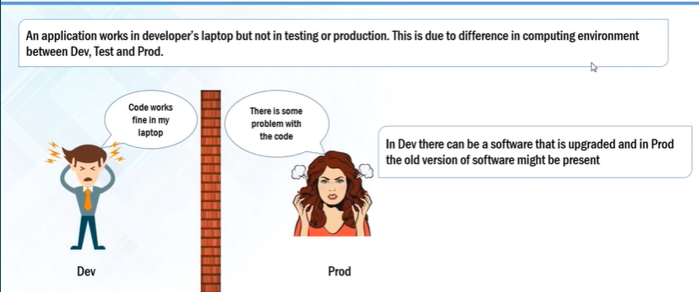 An application works in developer's laptop but not in testing or production. This is due to difference in computing environment
between Dev, Test and Prod.
Code works
fine in my
laptop
There is some
problem with
the code
In Dev there can be a software that is upgraded and in Prod
the old version of software might be present
Dev
Prod